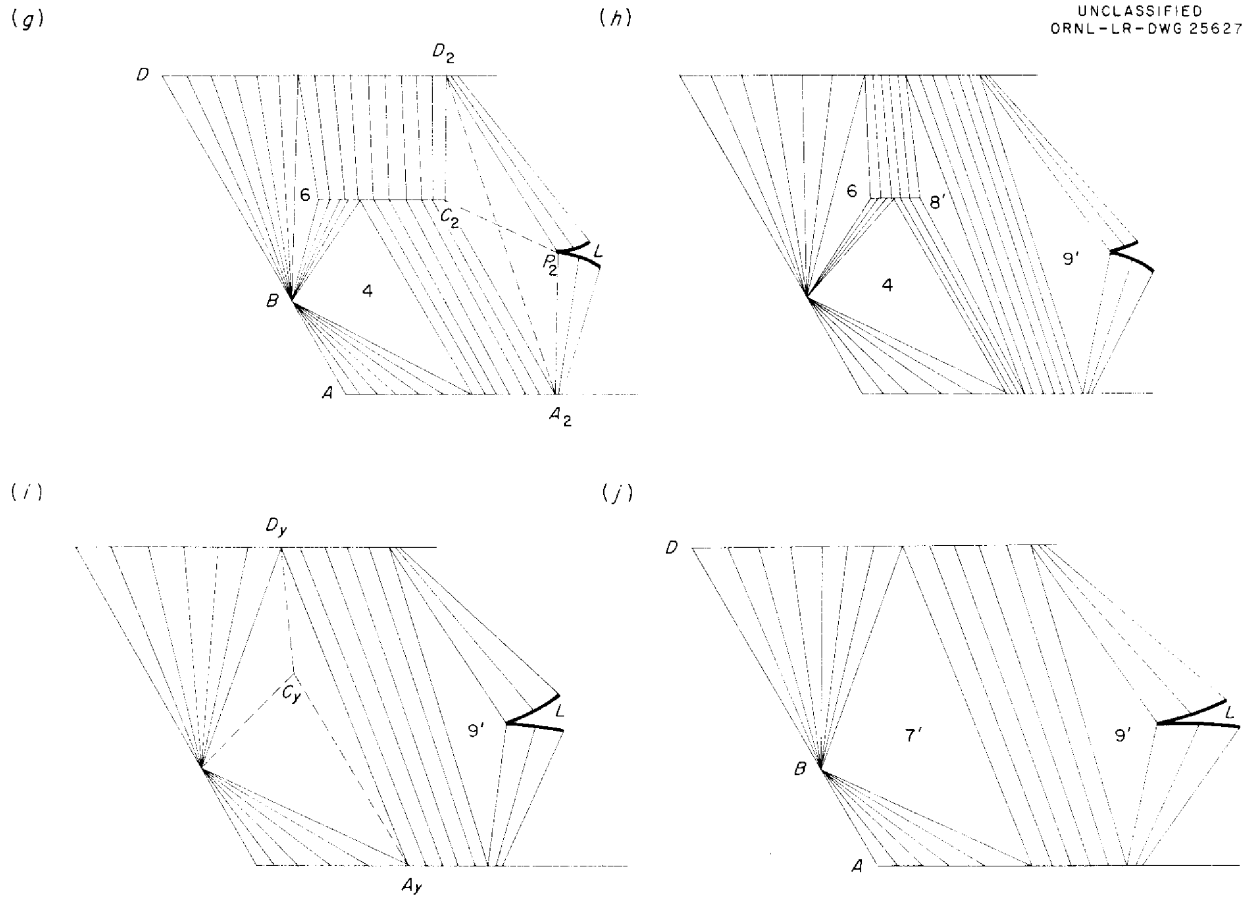 (g)
(h)
UNCLASSIFIED
ORNL-LR-DWG 25627
D
D2
6
C2
P2
L
B
4
A
A2
6
8'
9'
4
(i)
(j)
Dy
Cy
9'
L
Ay
D
B
7'
9'
L
A